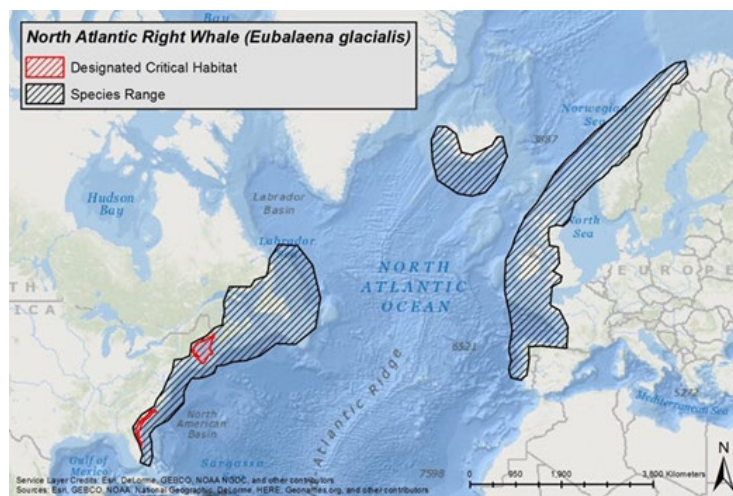 North Atlantic Right Whale (Eubalaena glacialis)
Designated Critical Habitat
Species Range
Bay
Norwegian
Sea
3887
Hudson
Bay
Labrador
Basin
Labrador
North
Sea
NORTH
ATLANTIC
OCEAN
EUROPE
6521
Atlantic Ridge
North
American
Basin
5272
Mediterranean Sea
Gulf of
Mexico
Sargasso
7598
N
0 950 1,900 3,800 Kilometers
Service Layer Credits: Esri, DeLorme, GEBCO, NOAA NGDC, and other contributors
Sources: Esri, GEBCO, NOAA, National Geographic, DeLorme, HERE, Geonames.org, and other contributors